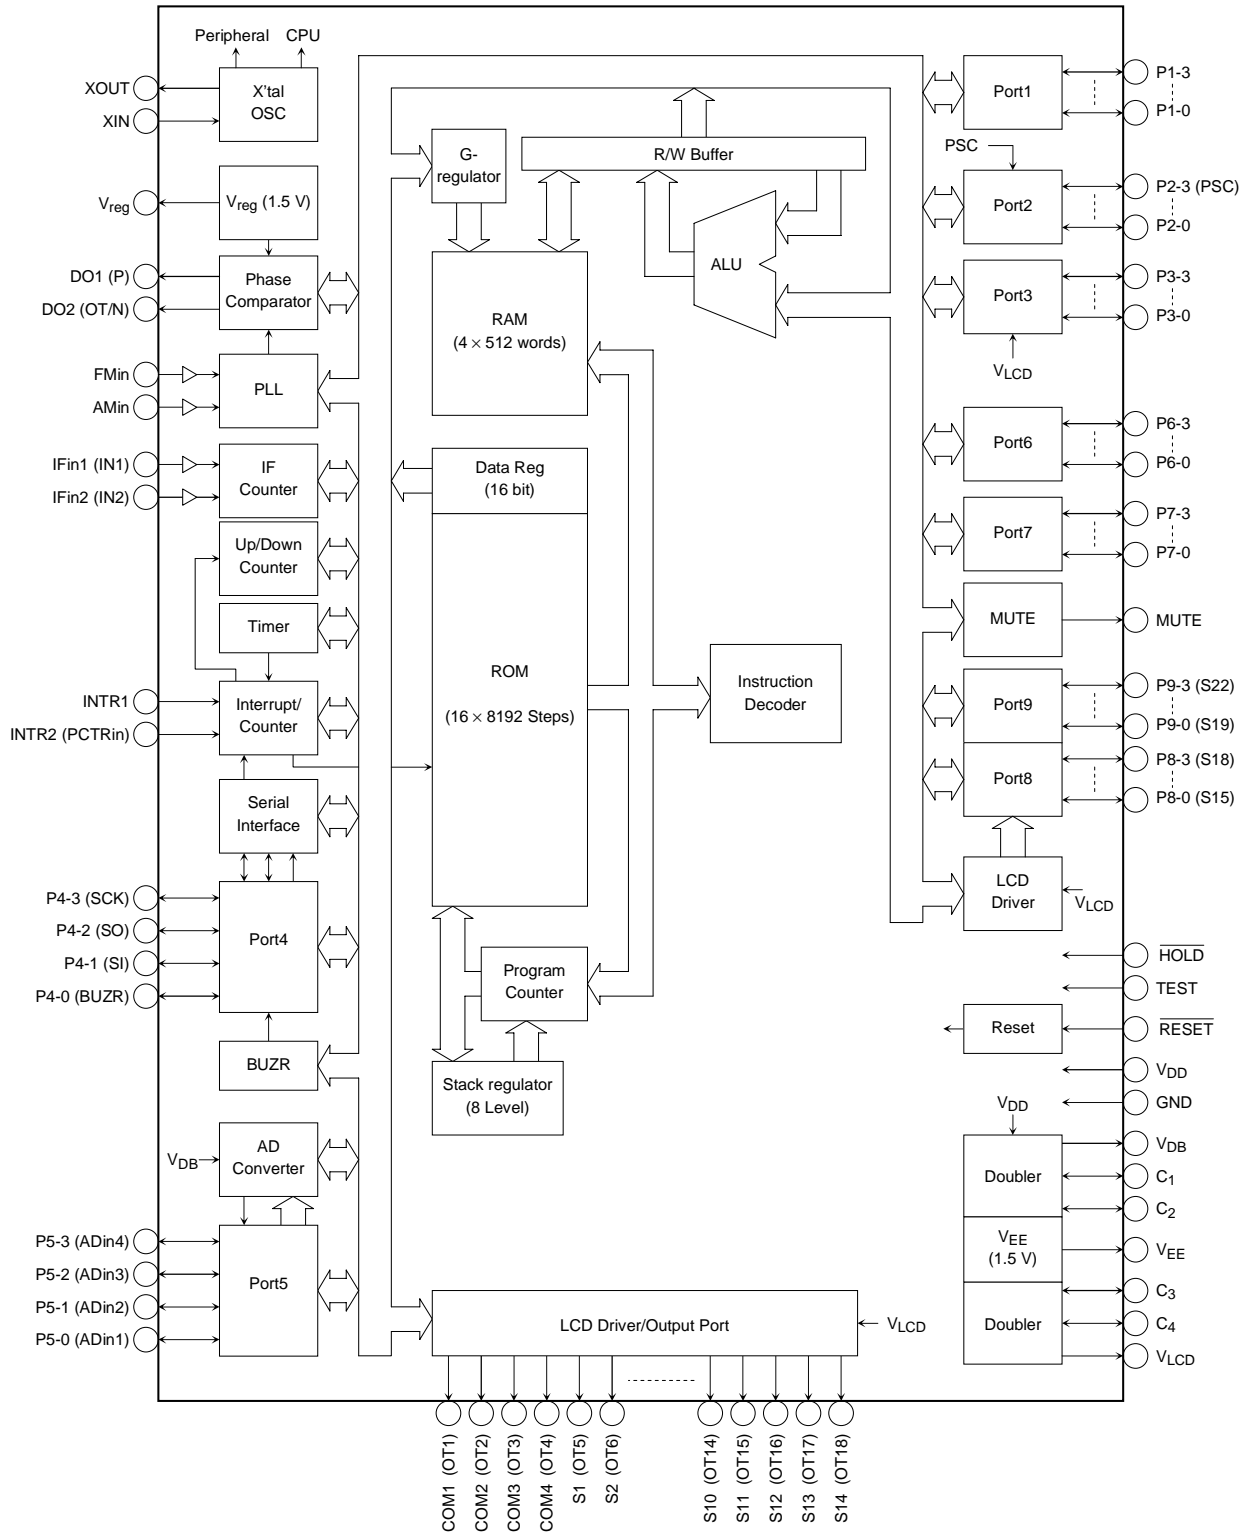 Peripheral
CPU
XOUT
XIN
X'tal
OSC
Vreg
Vreg (1.5 V)
DO1 (P)
DO2 (OT/N)
Phase
Comparator
FMin
AMin
PLL
IFin1 (IN1)
IFin2 (IN2)
IF
Counter
Up/Down
Counter
Timer
INTR1
INTR2 (PCTRin)
Interrupt/
Counter
Serial
Interface
P4-3 (SCK)
P4-2 (SO)
P4-1 (SI)
P4-0 (BUZR)
Port4
BUZR
VDB
AD
Converter
P5-3 (ADin4)
P5-2 (ADin3)
P5-1 (ADin2)
P5-0 (ADin1)
Port5
G-
regulator
R/W Buffer
ALU
RAM
(4 × 512 words)
Data Reg
(16 bit)
ROM
(16 × 8192 Steps)
Instruction
Decoder
Program
Counter
Stack regulator
(8 Level)
LCD Driver/Output Port
VLCD
COM1 (OT1)
COM2 (OT2)
COM3 (OT3)
COM4 (OT4)
S1 (OT5)
S2 (OT6)
S10 (OT14)
S11 (OT15)
S12 (OT16)
S13 (OT17)
S14 (OT18)
Port1
P1-3
P1-0
PSC
Port2
P2-3 (PSC)
P2-0
Port3
P3-3
P3-0
VLCD
Port6
P6-3
P6-0
Port7
P7-3
P7-0
MUTE
MUTE
Port9
P9-3 (S22)
P9-0 (S19)
Port8
P8-3 (S18)
P8-0 (S15)
LCD
Driver
VLCD
HOLD
TEST
Reset
RESET
VDD
GND
VDD
Doubler
VDB
C1
C2
VEE
(1.5 V)
VEE
Doubler
C3
C4
VLCD